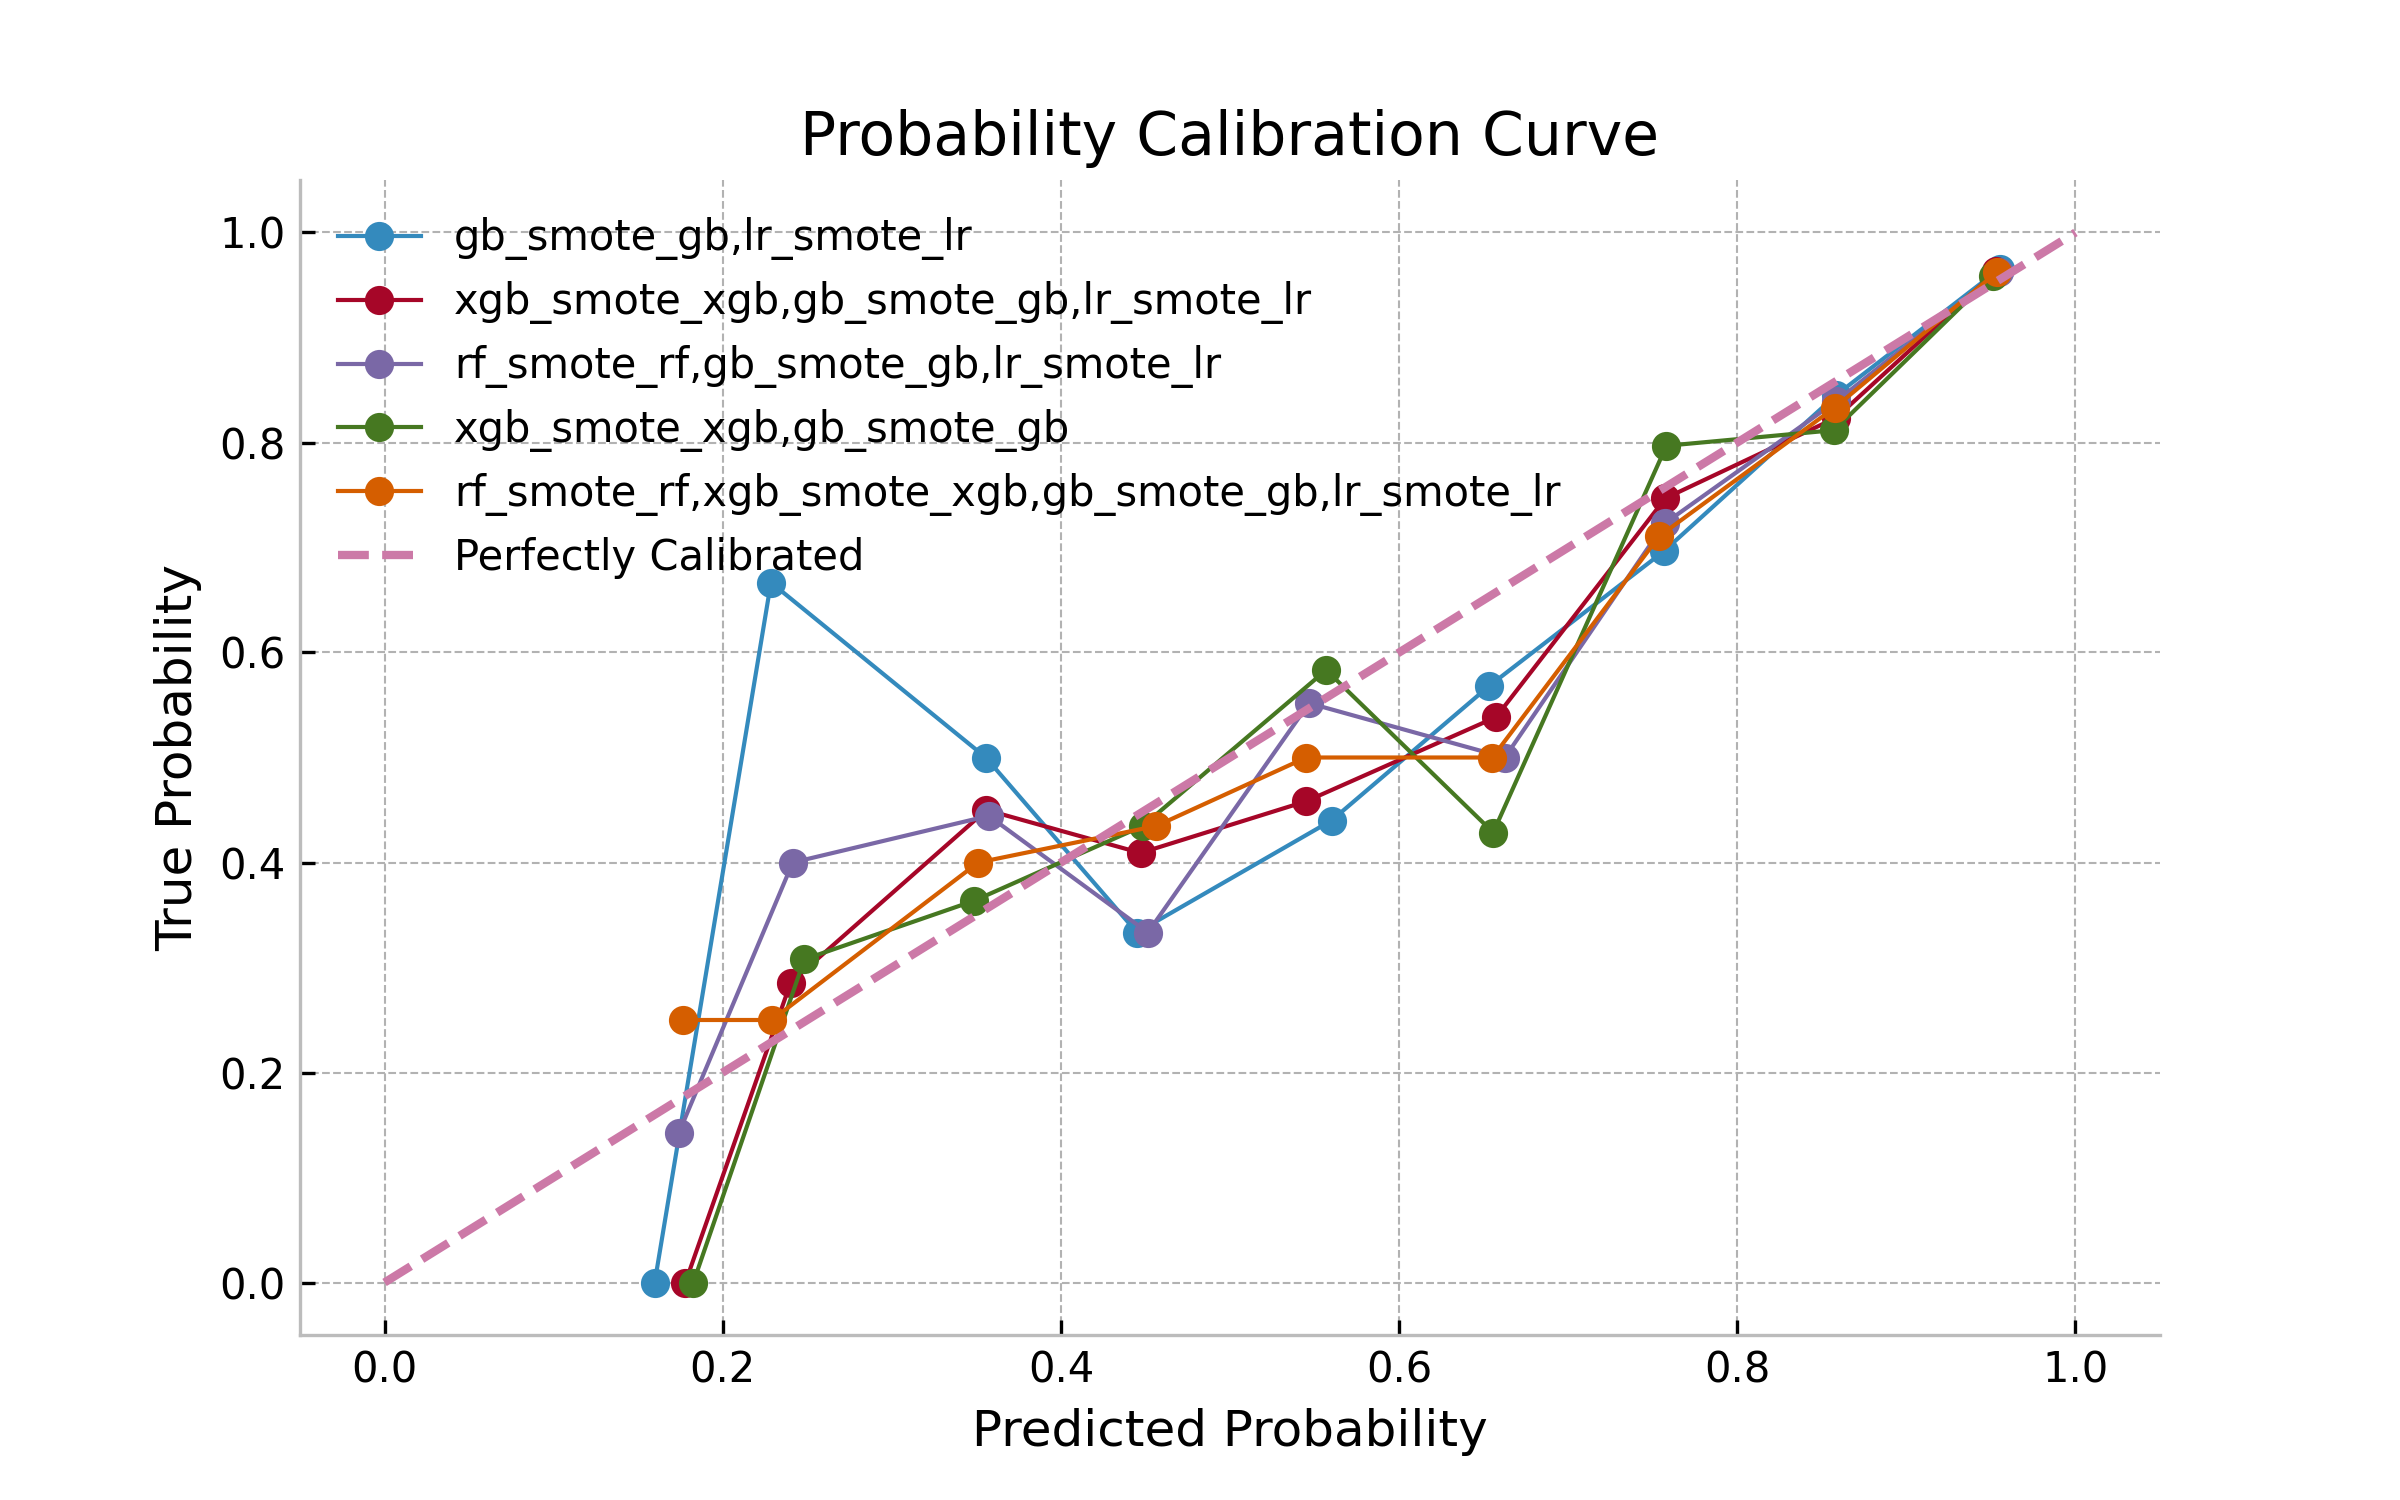 Probability Calibration Curve
1.0
0.8
0.6
0.4
0.2
0.0
True Probability
gb_smote_gb,lr_smote_lr
xgb_smote_xgb,gb_smote_gb,lr_smote_lr
rf_smote_rf,gb_smote_gb,lr_smote_lr
xgb_smote_xgb,gb_smote_gb
rf_smote_rf,xgb_smote_xgb,gb_smote_gb,lr_smote_lr
Perfectly Calibrated
0.0 0.2 0.4 0.6 0.8 1.0
Predicted Probability